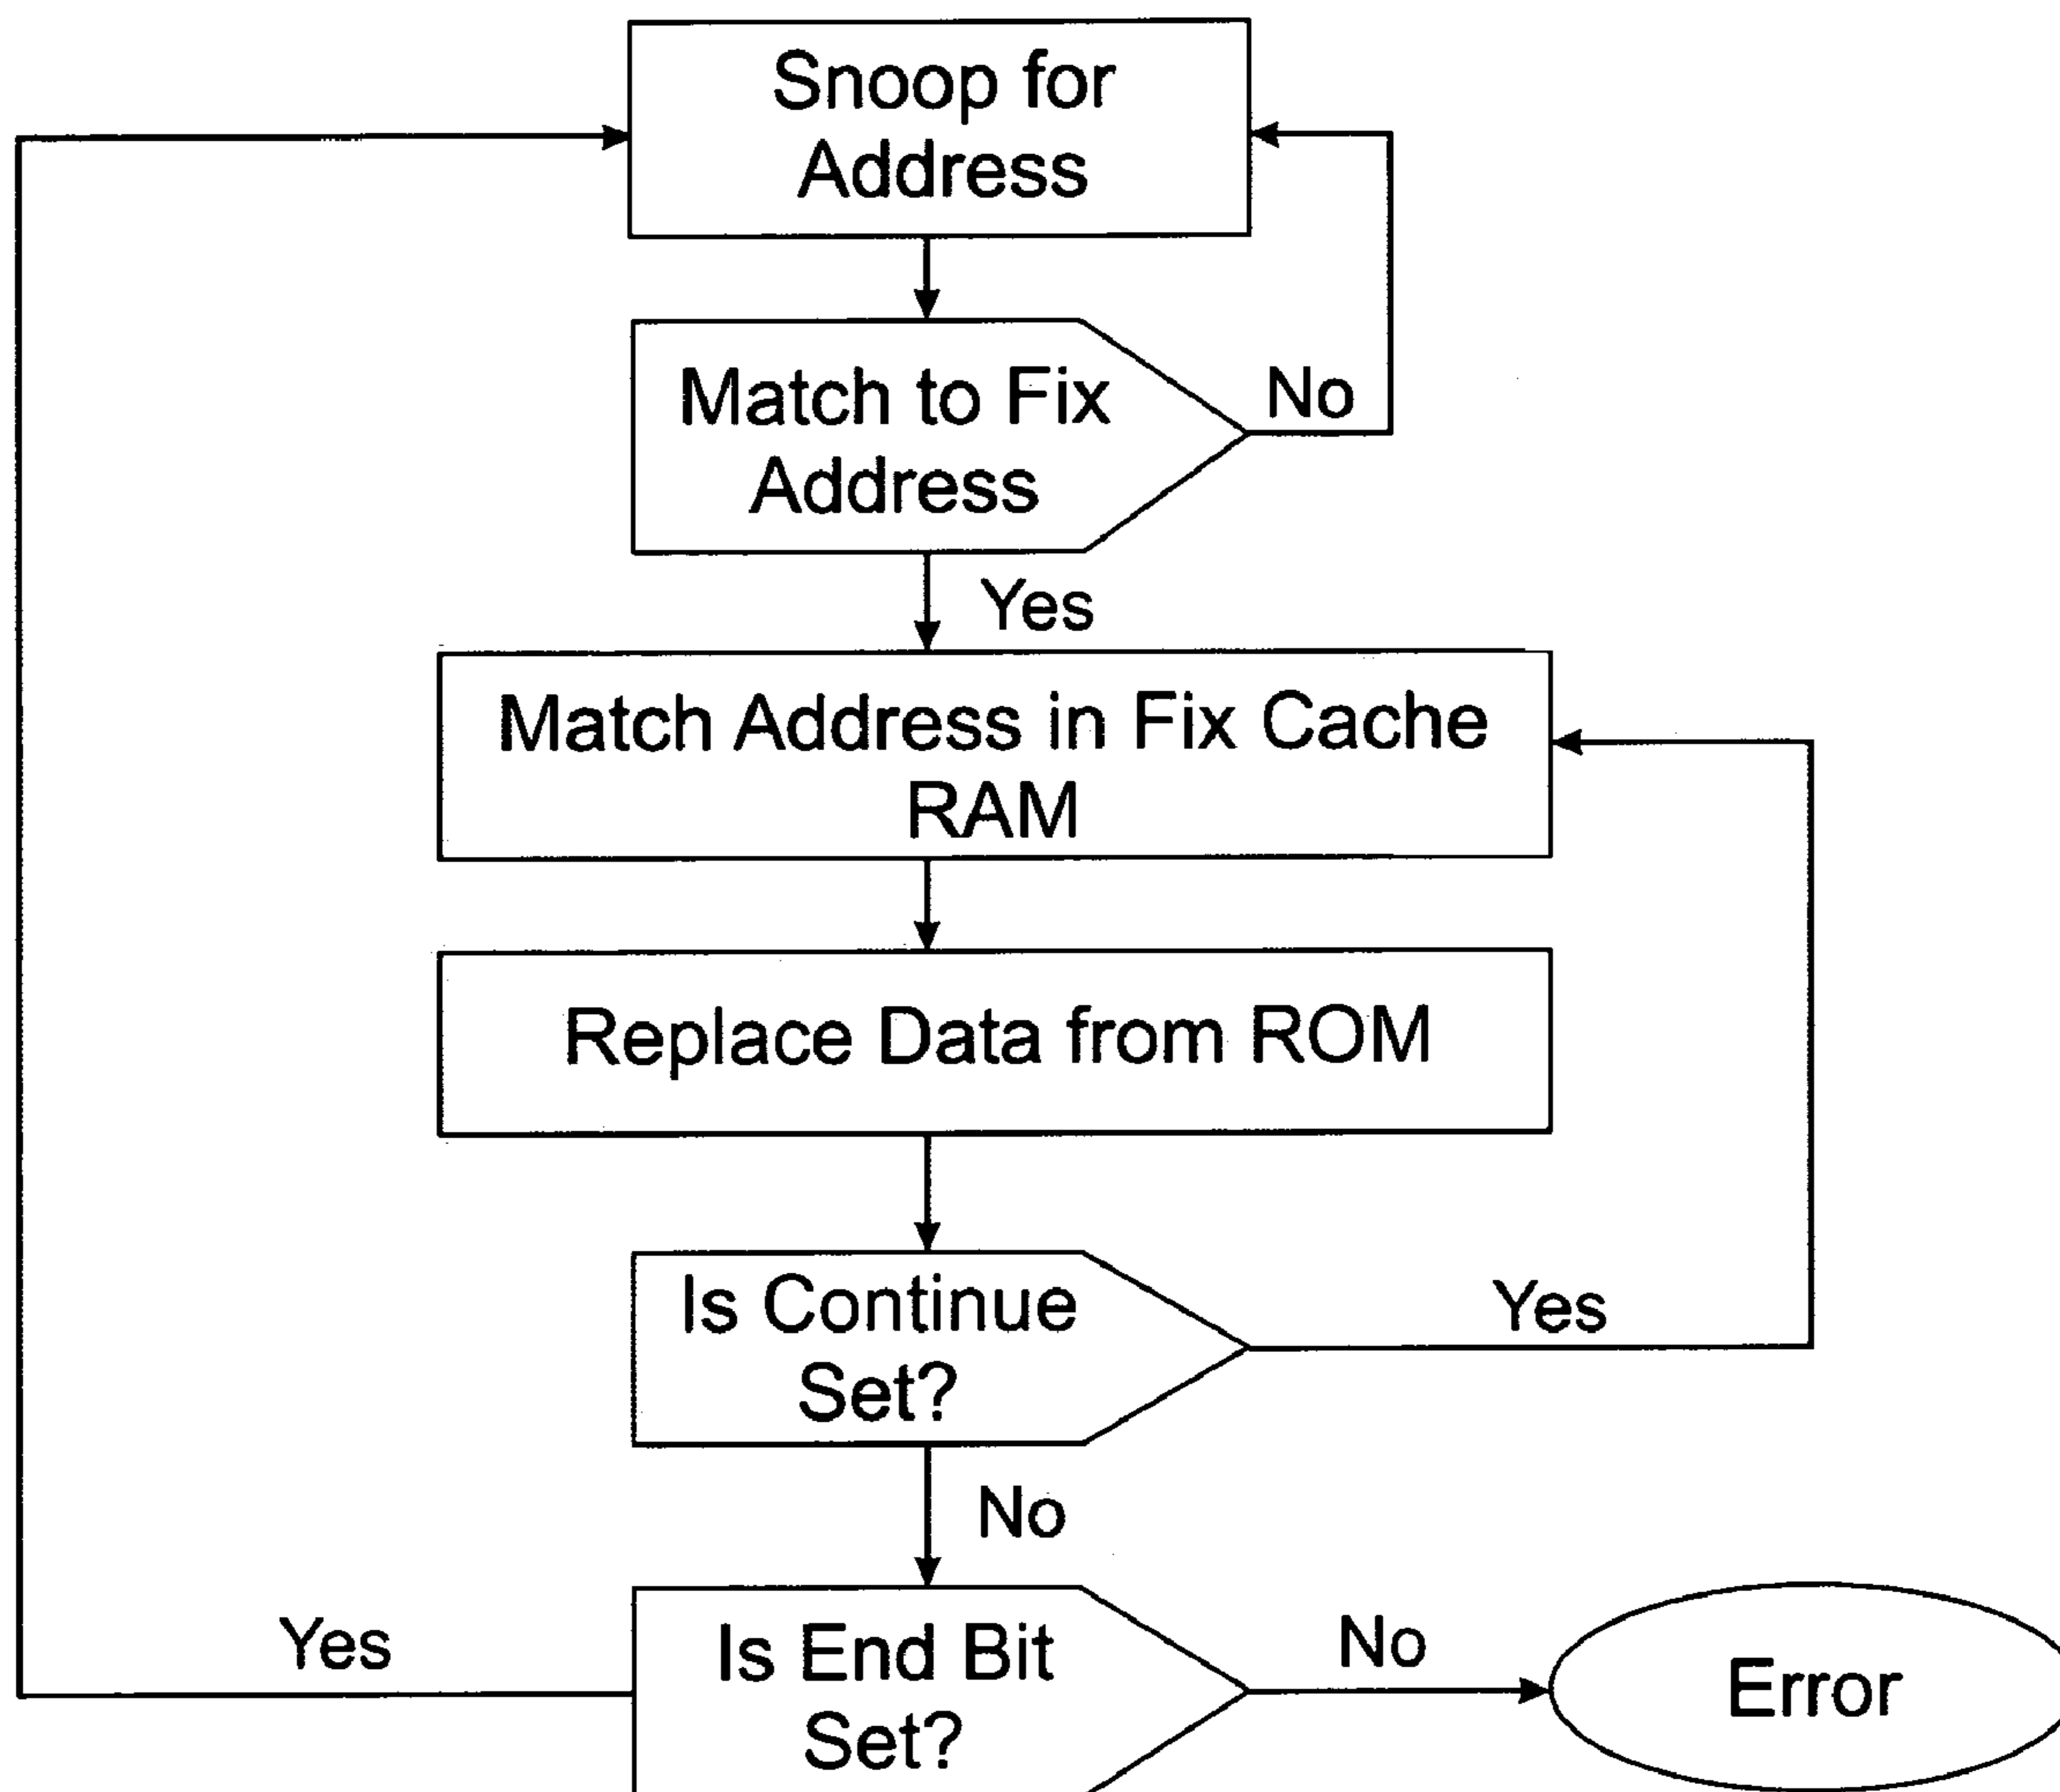 Snoop for
Address
Match to Fix
Address
No
Yes
Match Address in Fix Cache
RAM
Replace Data from ROM
Is Continue
Set?
Yes
No
Is End Bit
Set?
Yes
No
Error